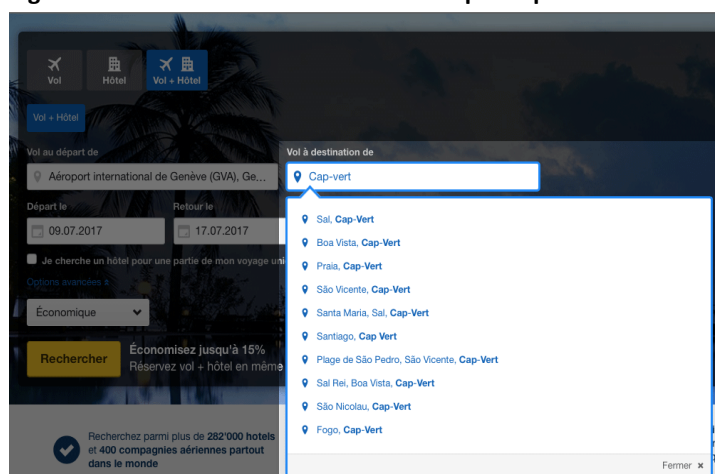 Vol
Hôtel
Vol + Hôtel
Vol + Hôtel
Vol au départ de
Vol à destination de
Aéroport international de Genève (GVA), Ge...
Cap-vert
Départ le
Retour le
09.07.2017
17.07.2017
Je cherche un hôtel pour une partie de mon voyage uni
Options avancées
Économique
Rechercher
Économisez jusqu'à 15%
Réservez vol + hôtel en même
Sal, Cap-Vert
Boa Vista, Cap-Vert
Praia, Cap-Vert
São Vicente, Cap-Vert
Santa Maria, Sal, Cap-Vert
Santiago, Cap Vert
Plage de São Pedro, São Vicente, Cap-Vert
Sal Rei, Boa Vista, Cap-Vert
São Nicolau, Cap-Vert
Fogo, Cap-Vert
Fermer ×
Recherchez parmi plus de 282'000 hotels
et 400 compagnies aériennes partout
dans le monde